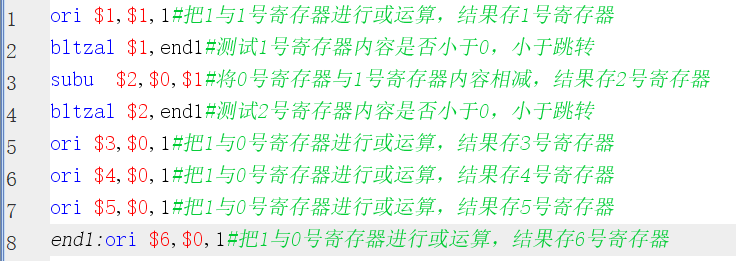 1 ori $1,$1,1#把1与1号寄存器进行或运算，结果存1号寄存器
2 bltzal $1,end1#测试1号寄存器内容是否小于0，小于跳转
3 subu  $2,$0,$1#将0号寄存器与1号寄存器内容相减，结果存2号寄存器
4 bltzal $2,end1#测试2号寄存器内容是否小于0，小于跳转
5 ori $3,$0,1#把1与0号寄存器进行或运算，结果存3号寄存器
6 ori $4,$0,1#把1与0号寄存器进行或运算，结果存4号寄存器
7 ori $5,$0,1#把1与0号寄存器进行或运算，结果存5号寄存器
8 end1:ori $6,$0,1#把1与0号寄存器进行或运算，结果存6号寄存器